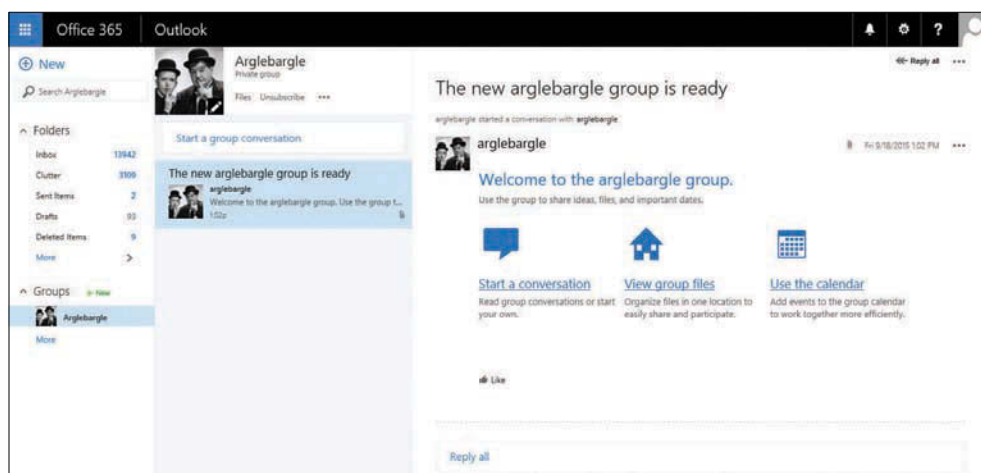 Office 365
Outlook
?
New
Search Arglebargle
Folders
Inbox 13942
Clutter 3109
Sent Items 2
Drafts 93
Deleted Items 9
More
Groups New
Arglebargle
More
Arglebargle
Private group
Files Unsubscribe •••
Start a group conversation
The new arglebargle group is ready
arglebargle
Welcome to the arglebargle group. Use the group t...
1:02p
Reply all •••
The new arglebargle group is ready
arglebargle started a conversation with arglebargle
arglebargle
Fri 9/18/2015 1:02 PM •••
Welcome to the arglebargle group.
Use the group to share ideas, files, and important dates.
Start a conversation
Read group conversations or start
your own.
View group files
Organize files in one location to
easily share and participate.
Use the calendar
Add events to the group calendar
to work together more efficiently.
Like
Reply all